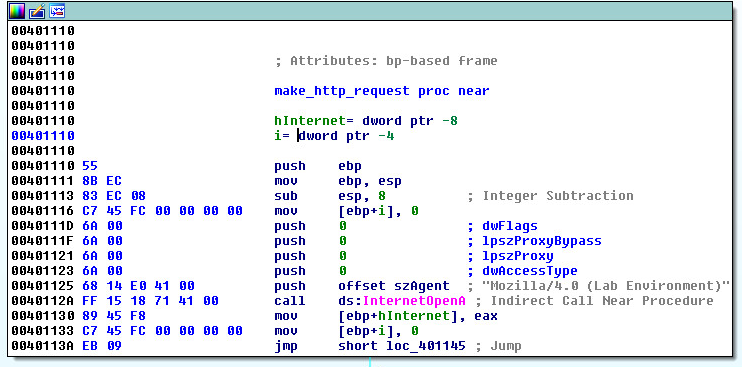 00401110
00401110
00401110 ; Attributes: bp-based frame
00401110
00401110 make_http_request proc near
00401110
00401110 hInternet= dword ptr -8
00401110 i= dword ptr -4
00401110
00401110 55 push ebp
00401111 8B EC mov ebp, esp
00401113 83 EC 08 sub esp, 8 ; Integer Subtraction
00401116 C7 45 FC 00 00 00 00 mov [ebp+i], 0
0040111D 6A 00 push 0 ; dwFlags
0040111F 6A 00 push 0 ; lpszProxyBypass
00401121 6A 00 push 0 ; lpszProxy
00401123 6A 00 push 0 ; dwAccessType
00401125 68 14 E0 41 00 push offset szAgent ; "Mozilla/4.0 (Lab Environment)"
0040112A FF 15 18 71 41 00 call ds:InternetOpenA ; Indirect Call Near Procedure
00401130 89 45 F8 mov [ebp+hInternet], eax
00401133 C7 45 FC 00 00 00 00 mov [ebp+i], 0
0040113A EB 09 jmp short loc_401145 ; Jump